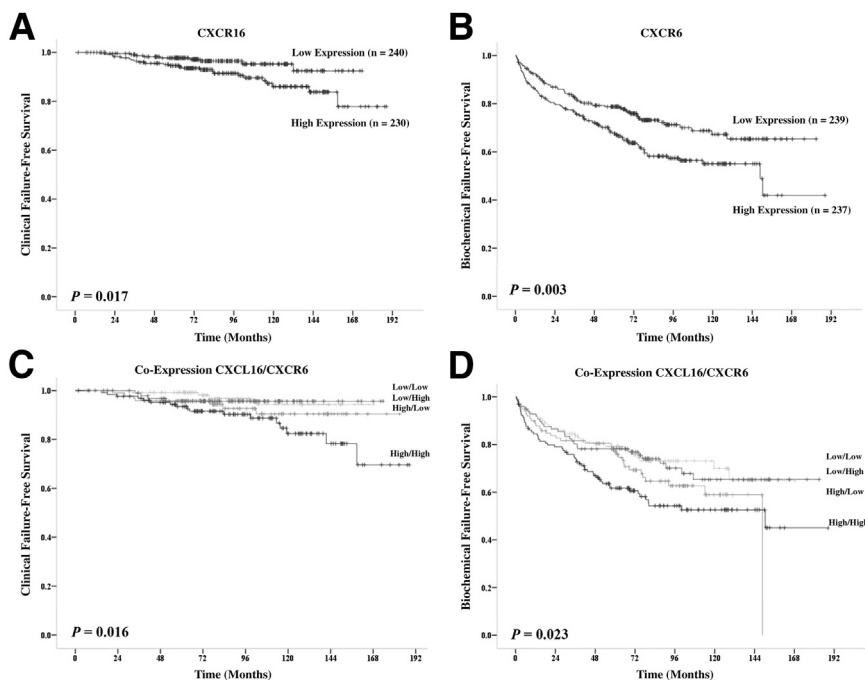 A
CXCR16
Clinical Failure-Free Survival
1.0
0.8
0.6
0.4
0.2
0.0
Low Expression (n = 240)
High Expression (n = 230)
P = 0.017
0 24 48 72 96 120 144 168 192
Time (Months)
B
CXCR6
Biochemical Failure-Free Survival
1.0
0.8
0.6
0.4
0.2
0.0
Low Expression (n = 239)
High Expression (n = 237)
P = 0.003
0 24 48 72 96 120 144 168 192
Time (Months)
C
Co-Expression CXCL16/CXCR6
Clinical Failure-Free Survival
1.0
0.8
0.6
0.4
0.2
0.0
Low/Low
Low/High
High/Low
High/High
P = 0.016
0 24 48 72 96 120 144 168 192
Time (Months)
D
Co-Expression CXCL16/CXCR6
Biochemical Failure-Free Survival
1.0
0.8
0.6
0.4
0.2
0.0
Low/Low
Low/High
High/Low
High/High
P = 0.023
0 24 48 72 96 120 144 168 192
Time (Months)